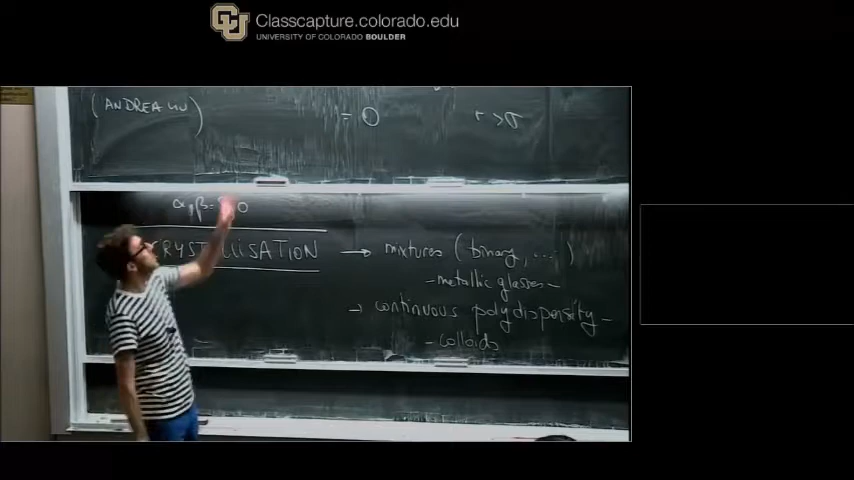 Classcapture.colorado.edu
UNIVERSITY OF COLORADO BOULDER
(ANDREA LIU)
= 0
r > σ
α, β =
CRYSTALLISATION → mixtures (binary, ...)
- metallic glasses -
→ continuous polydispersity -
- colloids